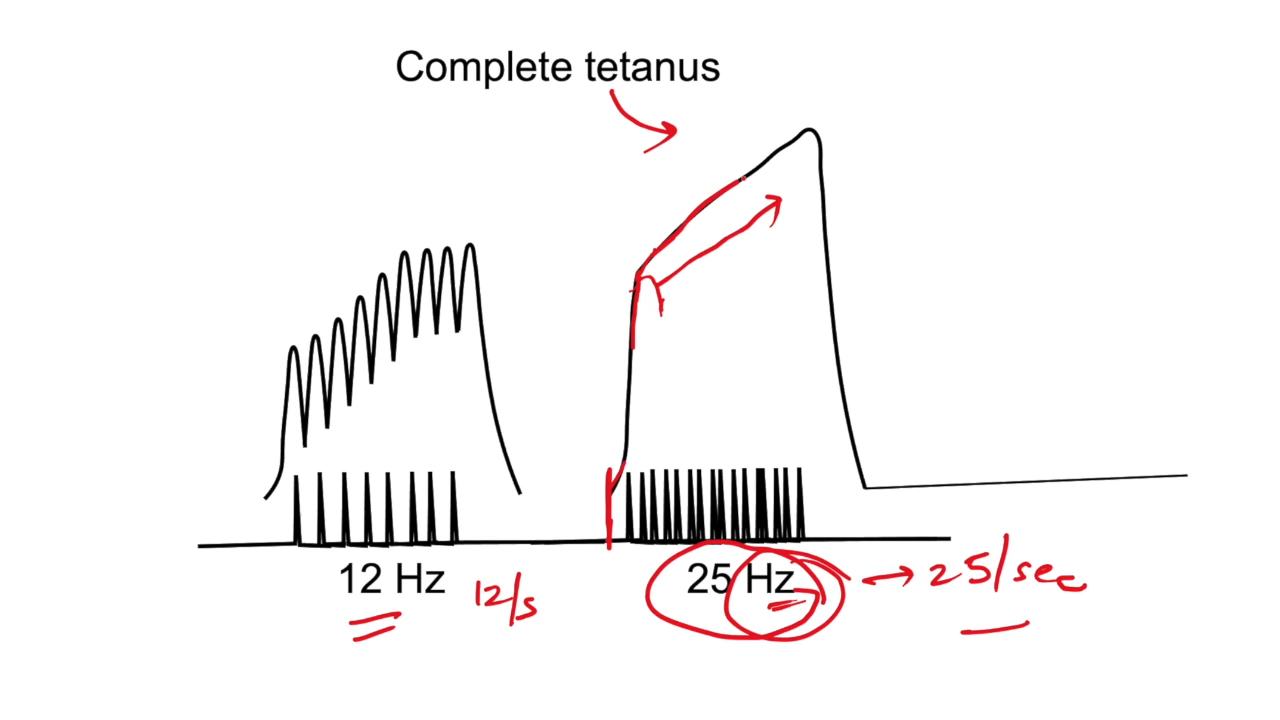 Complete tetanus
12 Hz 12/s
25 Hz → 25/sec